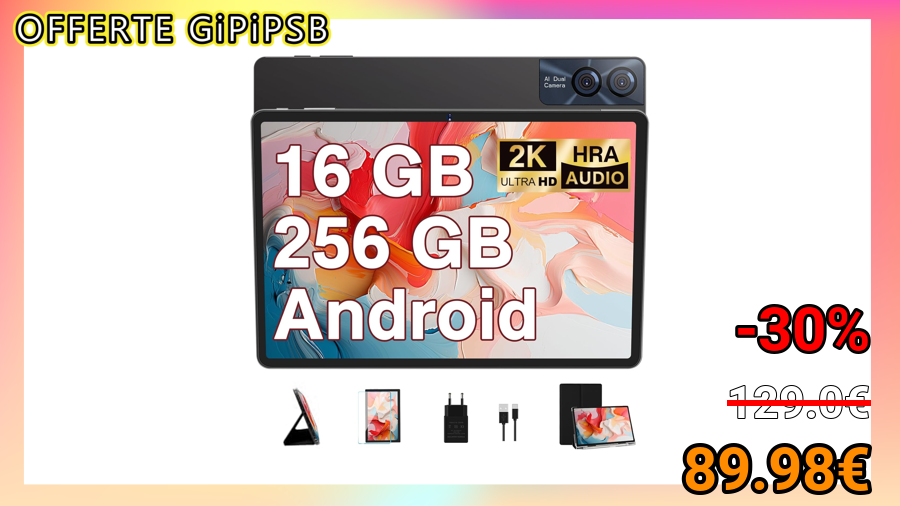 OFFERTE GiPiPSB
AI Dual
Camera
16 GB
256 GB
Android
2K
ULTRA HD
HRA
AUDIO
-30%
129.0€
89.98€